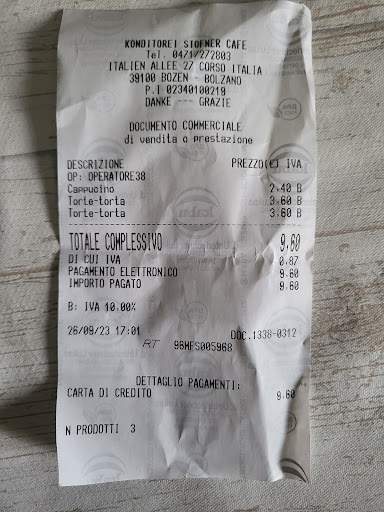 KONDITOREI STOFNER CAFE
Tel. 0471/272803
ITALIEN ALLEE 27 CORSO ITALIA
39100 BOZEN - BOLZANO
P.I 02340100219
DANKE --- GRAZIE
DOCUMENTO COMMERCIALE
di vendita o prestazione
DESCRIZIONE PREZZO(€) IVA
OP: OPERATORE38
Cappucino 2.40 B
Torte-torta 3.60 B
Torte-torta 3.60 B
TOTALE COMPLESSIVO 9.60
DI CUI IVA 0.87
PAGAMENTO ELETTRONICO 9.60
IMPORTO PAGATO 9.60
B: IVA 10.00%
26/09/23 17:01 DOC.1338-0312
RT 96MFS005968
DETTAGLIO PAGAMENTI:
CARTA DI CREDITO 9.60
N PRODOTTI 3